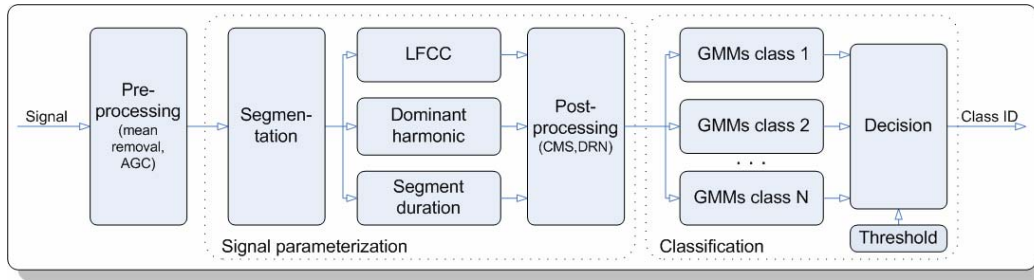 Signal
Pre-
processing
(mean
removal,
AGC)
Segmen-
tation
LFCC
Dominant
harmonic
Segment
duration
Post-
processing
(CMS,DRN)
Signal parameterization
GMMs class 1
GMMs class 2
. . .
GMMs class N
Decision
Threshold
Classification
Class ID